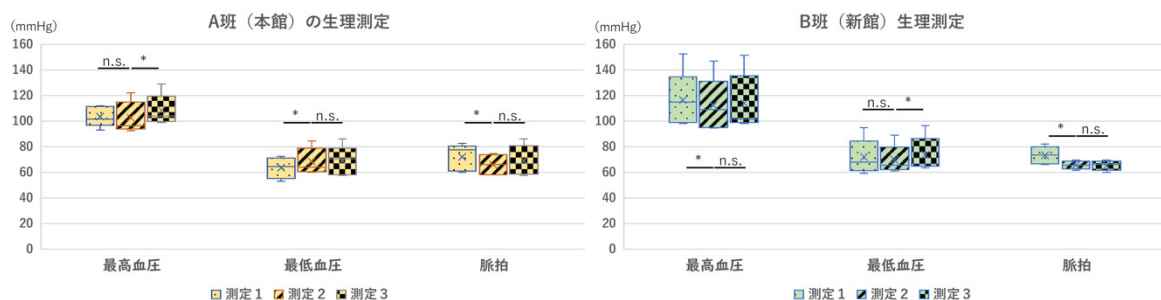 A班（本館）の生理測定
(mmHg)
160
140
120
100
80
60
40
20
0
n.s. *
* n.s.
* n.s.
最高血圧 最低血圧 脈拍
測定1 測定2 測定3
B班（新館）生理測定
(mmHg)
160
140
120
100
80
60
40
20
0
* n.s.
n.s. *
* n.s.
最高血圧 最低血圧 脈拍
測定1 測定2 測定3